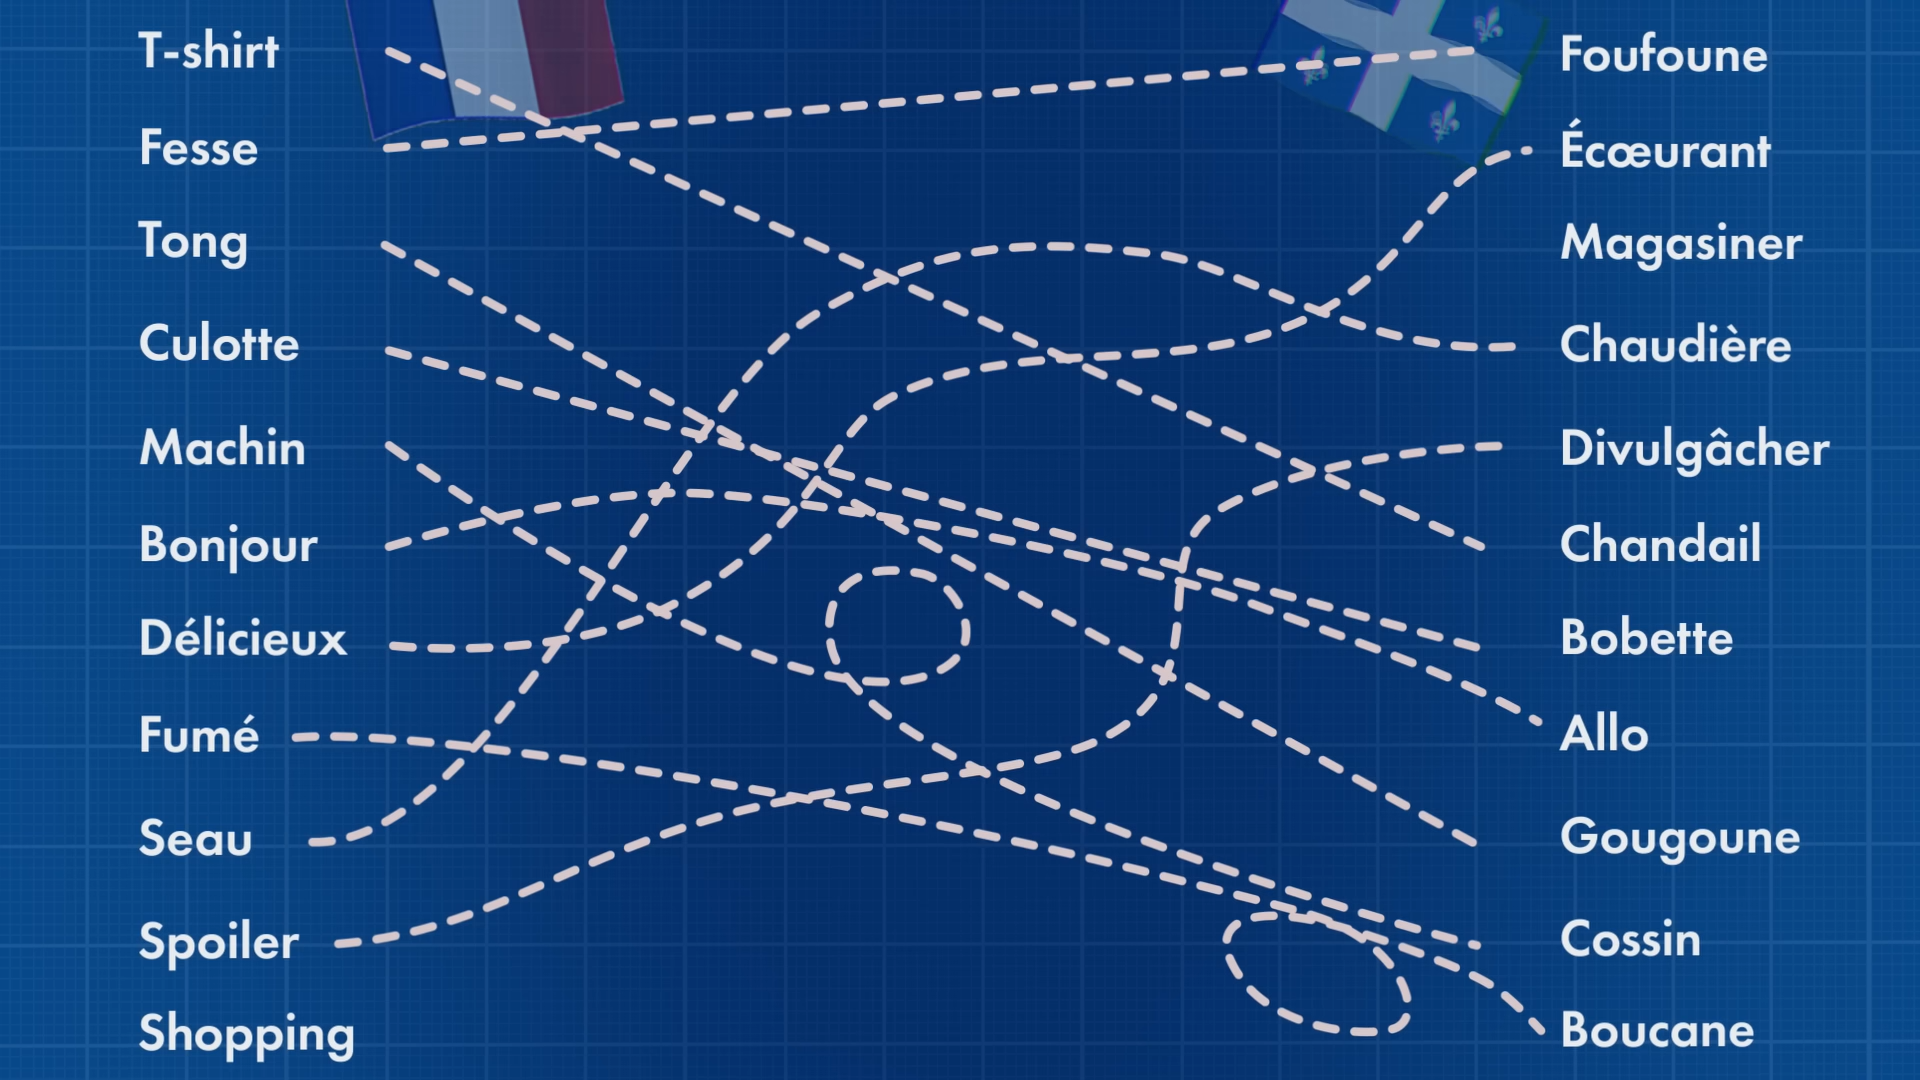 T-shirt
Fesse
Tong
Culotte
Machin
Bonjour
Délicieux
Fumé
Seau
Spoiler
Shopping
Foufoune
Écœurant
Magasiner
Chaudière
Divulgâcher
Chandail
Bobette
Allo
Gougoune
Cossin
Boucane